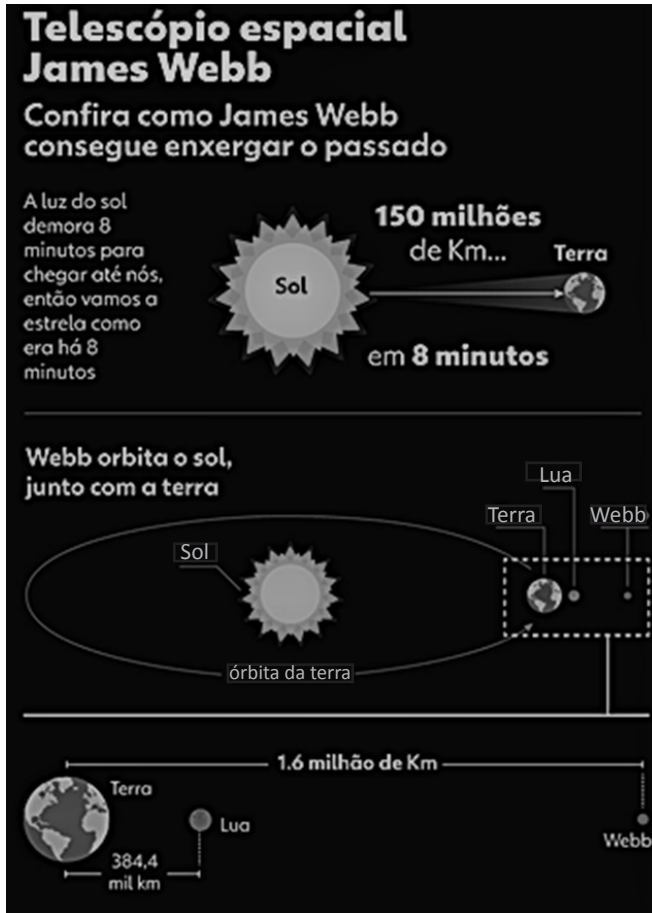 Telescópio espacial
James Webb
Confira como James Webb
consegue enxergar o passado
A luz do sol
demora 8
minutos para
chegar até nós,
então vamos a
estrela como
era há 8
minutos
150 milhões
de Km...
Terra
Sol
em 8 minutos
Webb orbita o sol,
junto com a terra
Lua
Terra
Webb
Sol
órbita da terra
1.6 milhão de Km
Terra
Lua
Webb
384,4
mil km